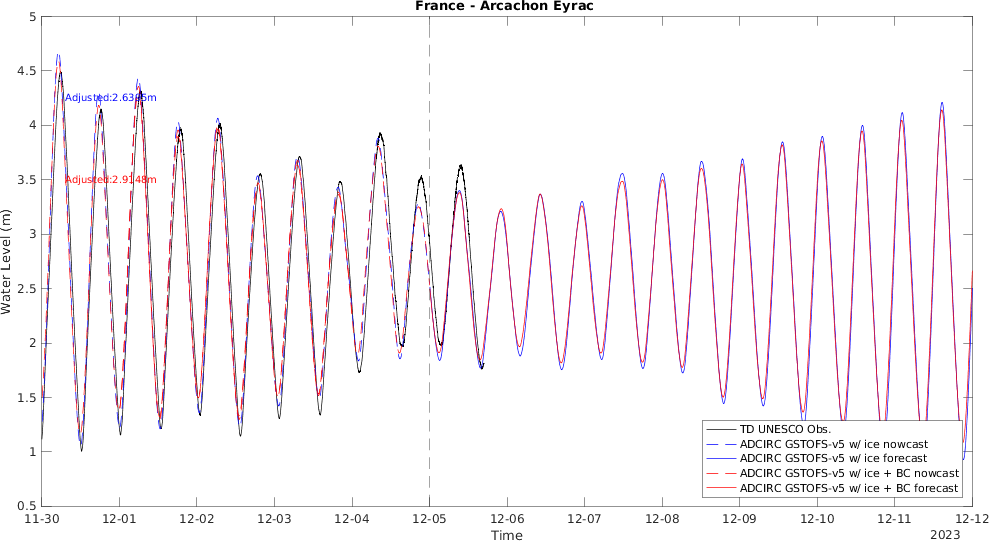 France - Arcachon Eyrac
Water Level (m)
5
4.5
4
3.5
3
2.5
2
1.5
1
0.5
Adjusted:2.9148m
TD UNESCO Obs.
ADCIRC GSTOFS-v5 w/ ice nowcast
ADCIRC GSTOFS-v5 w/ ice forecast
ADCIRC GSTOFS-v5 w/ ice + BC nowcast
ADCIRC GSTOFS-v5 w/ ice + BC forecast
11-30 12-01 12-02 12-03 12-04 12-05 12-06 12-07 12-08 12-09 12-10 12-11 12-12
Time
2023